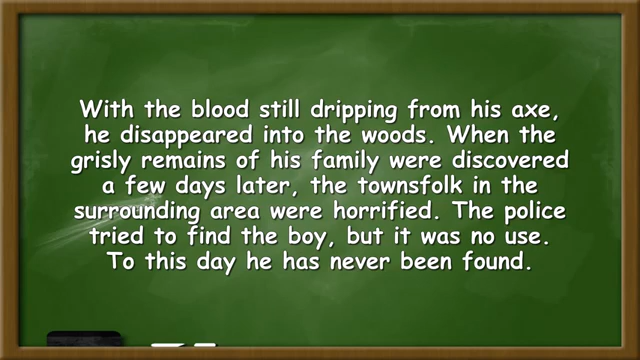 With the blood still dripping from his axe,
he disappeared into the woods. When the
grisly remains of his family were discovered
a few days later, the townsfolk in the
surrounding area were horrified. The police
tried to find the boy, but it was no use.
To this day he has never been found.